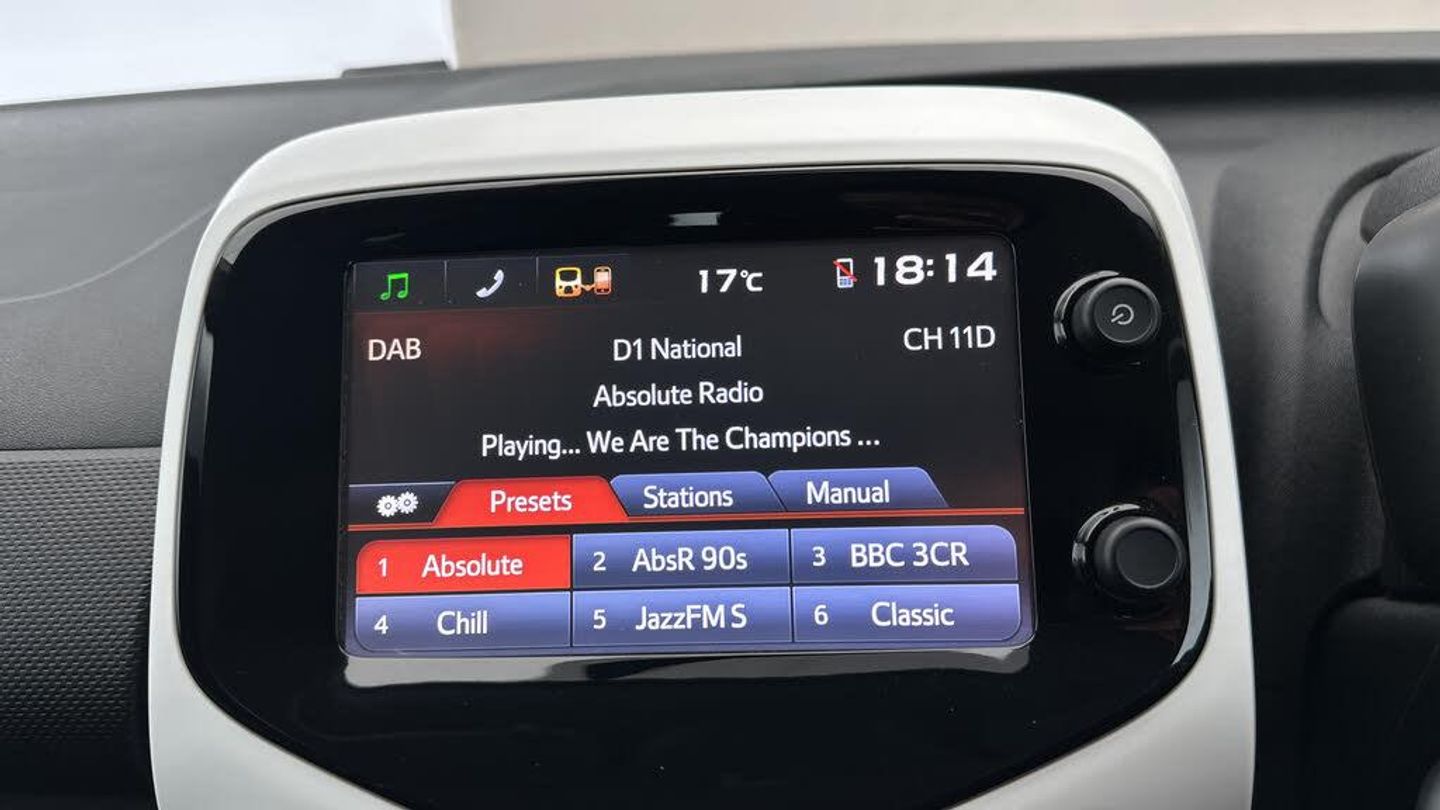 17℃ 18:14
DAB D1 National CH 11D
Absolute Radio
Playing... We Are The Champions ...
Presets Stations Manual
1 Absolute 2 AbsR 90s 3 BBC 3CR
4 Chill 5 JazzFM S 6 Classic